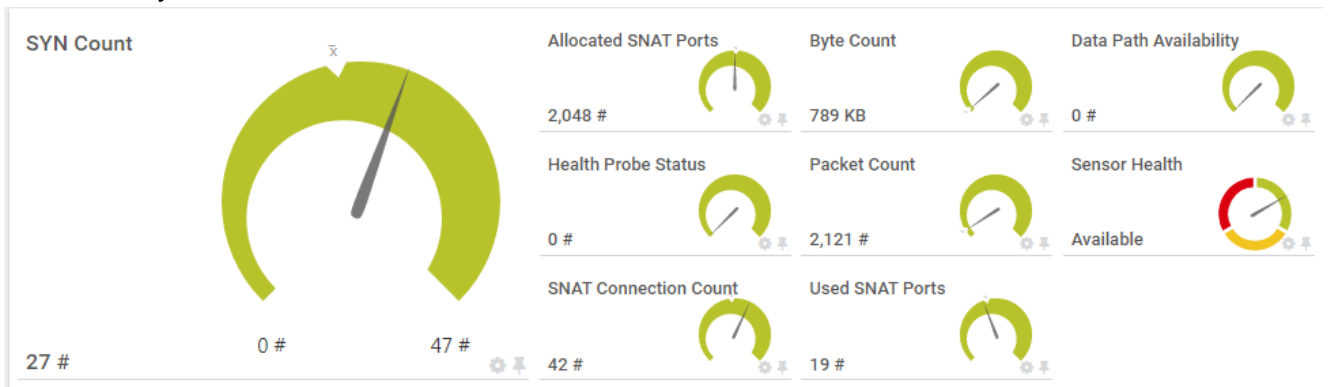 SYN Count
x̄
0 #
47 #
27 #
Allocated SNAT Ports
2,048 #
Byte Count
789 KB
Data Path Availability
0 #
Health Probe Status
0 #
Packet Count
2,121 #
Sensor Health
Available
SNAT Connection Count
42 #
Used SNAT Ports
19 #